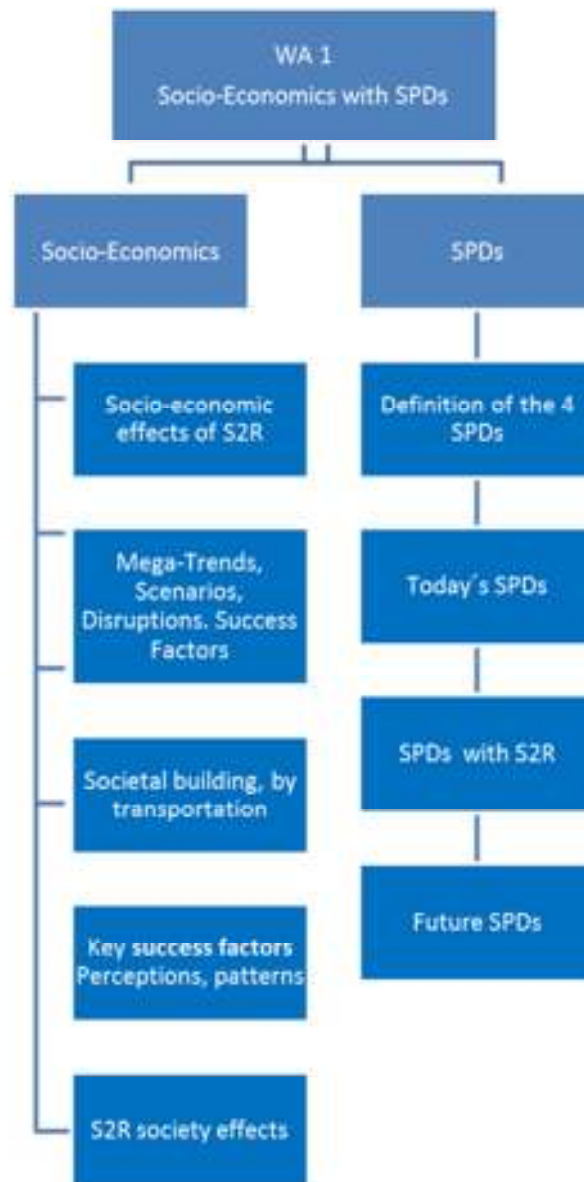 WA 1
Socio-Economics with SPDs
Socio-Economics
Socio-economic
effects of S2R
Mega-Trends,
Scenarios,
Disruptions. Success
Factors
Societal building, by
transportation
Key success factors
Perceptions, patterns
S2R society effects
SPDs
Definition of the 4
SPDs
Today´s SPDs
SPDs with S2R
Future SPDs